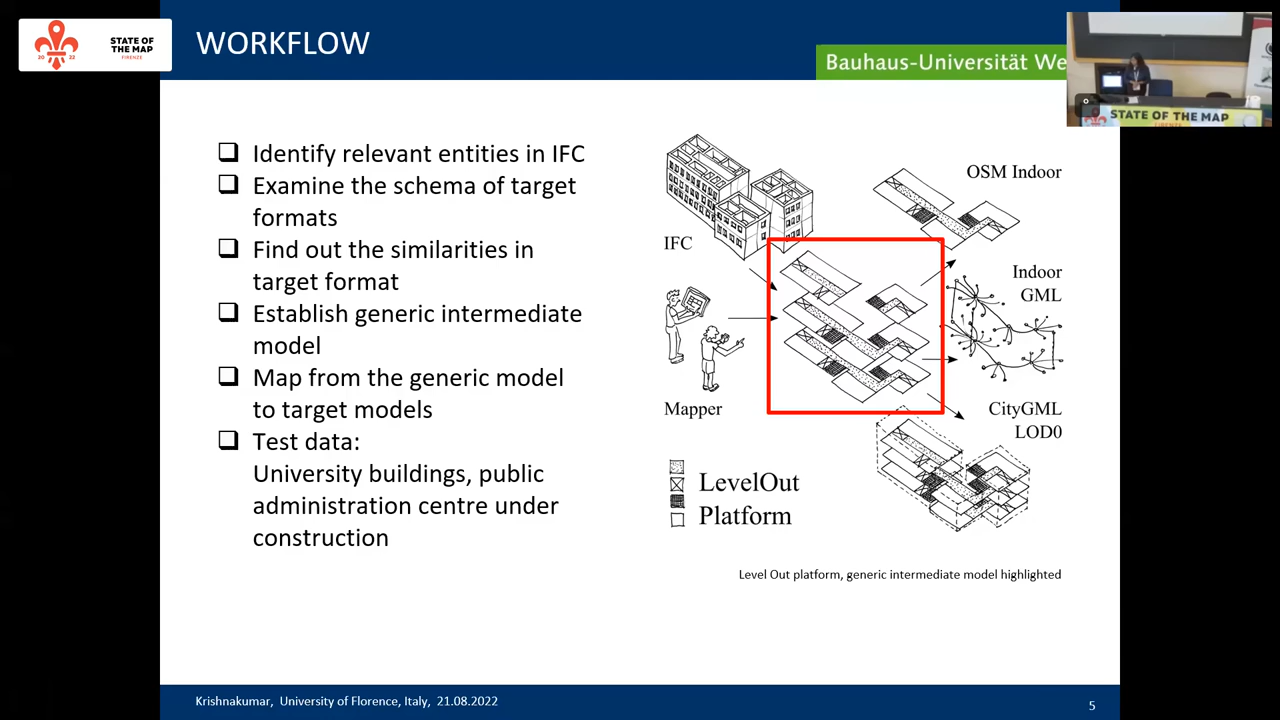 STATE OF
THE MAP
20 22
FIRENZE
WORKFLOW
Bauhaus-Universität We
STATE OF THE MAP
FIRENZE
❑ Identify relevant entities in IFC
❑ Examine the schema of target
formats
❑ Find out the similarities in
target format
❑ Establish generic intermediate
model
❑ Map from the generic model
to target models
❑ Test data:
University buildings, public
administration centre under
construction
IFC
Mapper
OSM Indoor
Indoor
GML
CityGML
LOD0
LevelOut
Platform
Level Out platform, generic intermediate model highlighted
Krishnakumar, University of Florence, Italy, 21.08.2022
5